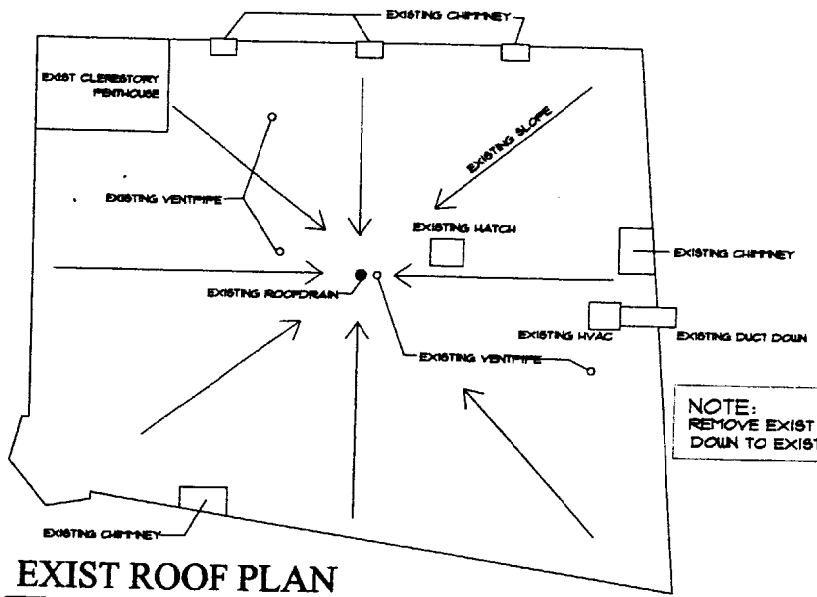 EXISTING CHIMNEY
EXIST CLERESTORY
PENTHOUSE
EXISTING SLOPE
EXISTING VENTPIPE
EXISTING HATCH
EXISTING CHIMNEY
EXISTING ROOFDRAIN
EXISTING HVAC
EXISTING DUCT DOWN
EXISTING VENTPIPE
NOTE:
REMOVE EXIST
DOWN TO EXIST
EXISTING CHIMNEY
EXIST ROOF PLAN